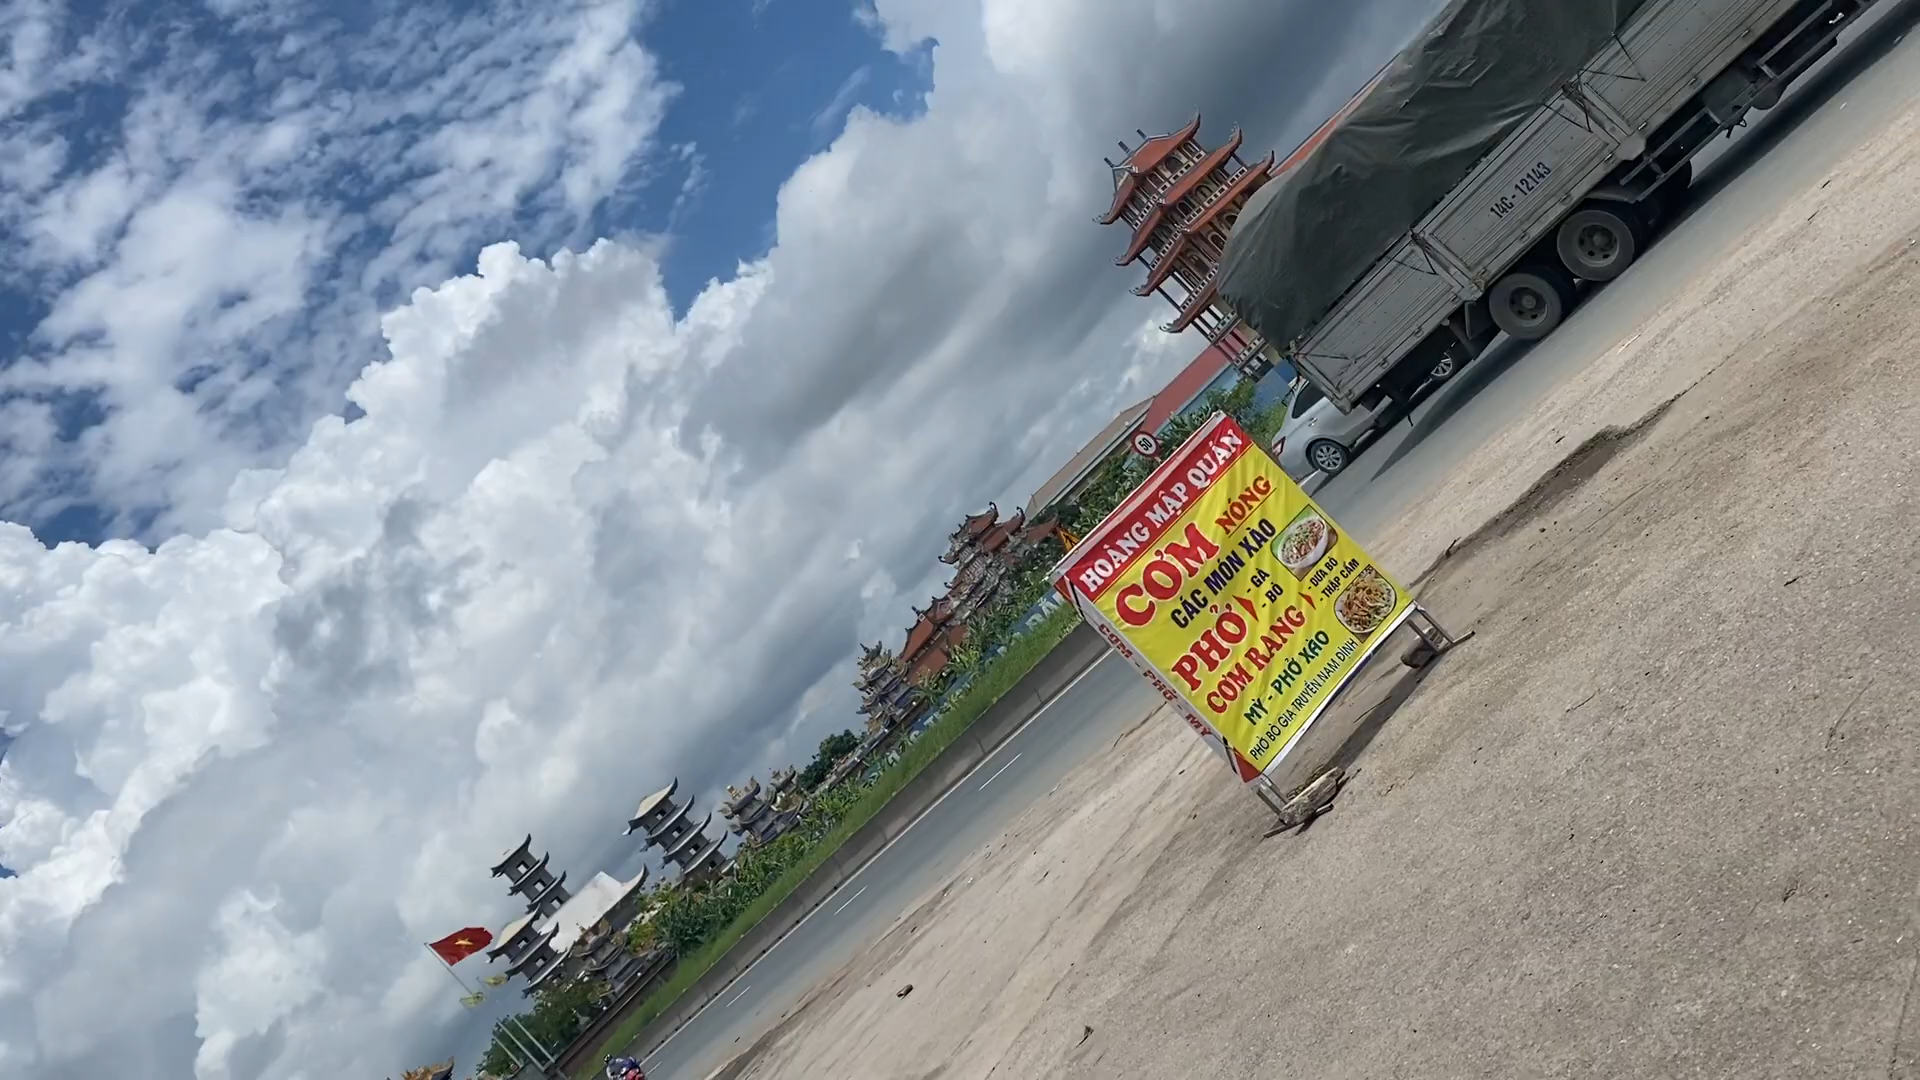 14C-12143
50
HOÀNG MẬP QUÁN
CƠM NÓNG
CÁC MÓN XÀO
PHỞ - GÀ
- BÒ
CƠM RANG - DƯA BÒ
- THẬP CẨM
MỲ - PHỞ XÀO
PHỞ BÒ GIA TRUYỀN NAM ĐỊNH
CƠM - PHỞ - MỲ